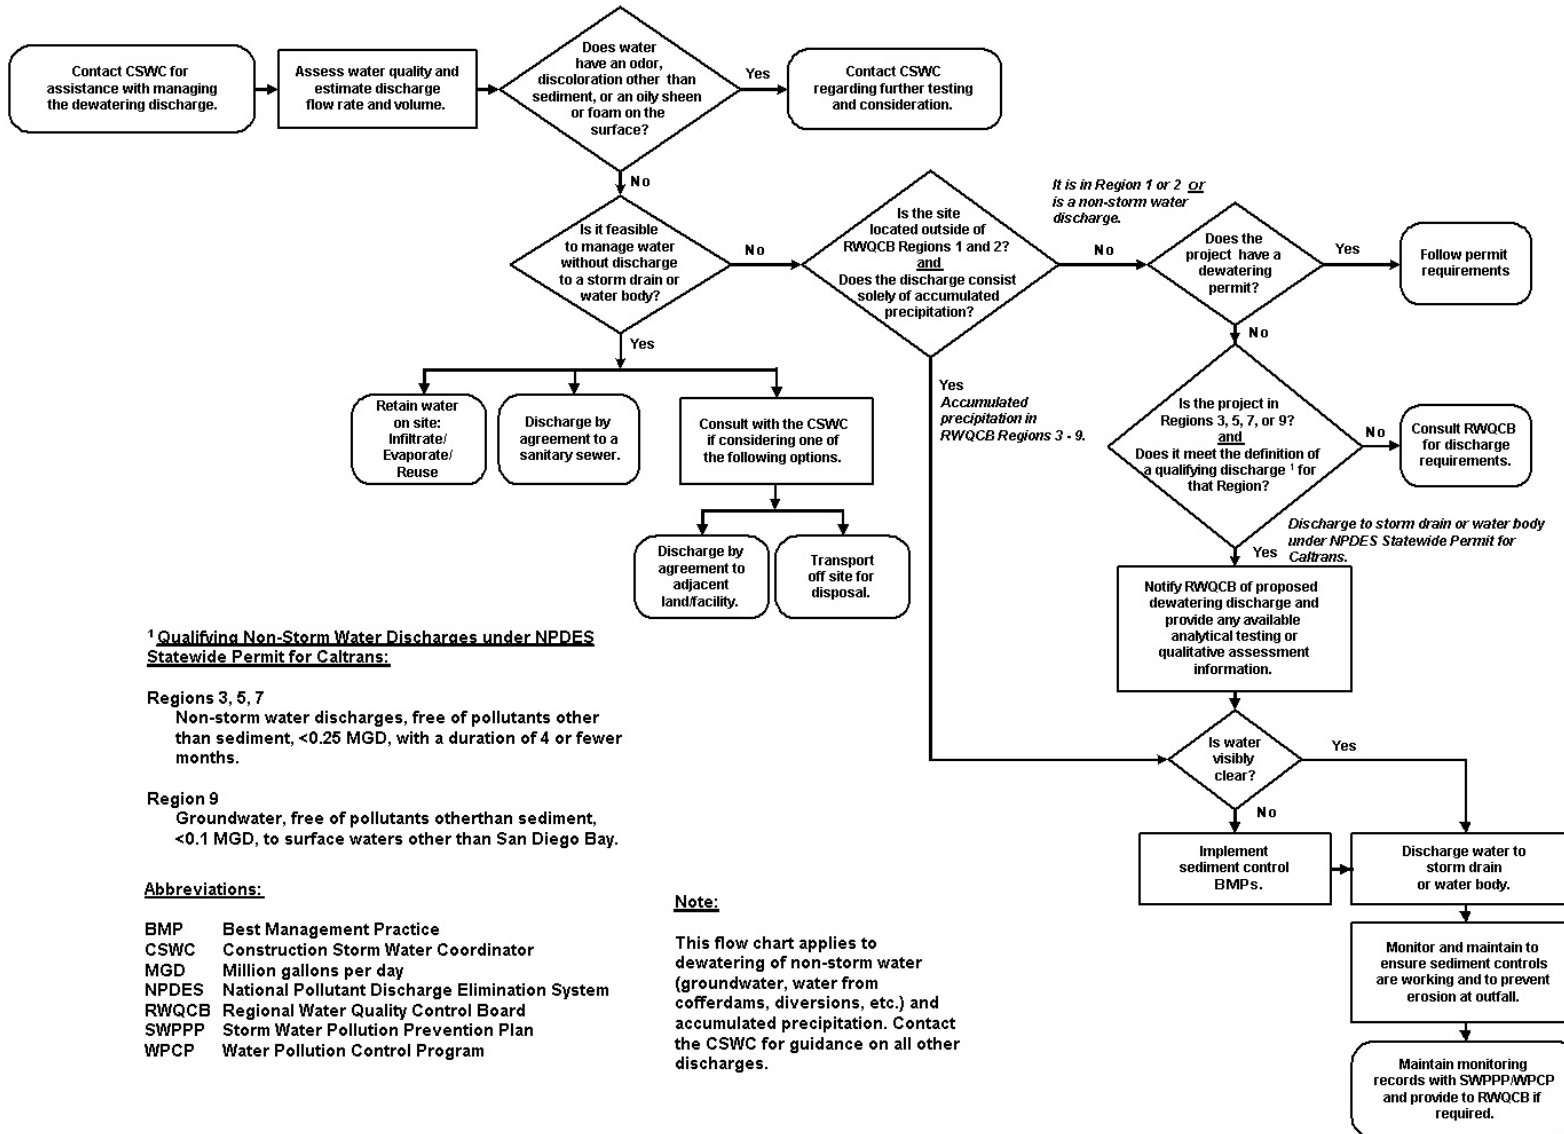 Contact CSWC for
assistance with managing
the dewatering discharge.
Assess water quality and
estimate discharge
flow rate and volume.
Does water
have an odor,
discoloration other than
sediment, or an oily sheen
or foam on the
surface?
Yes
Contact CSWC
regarding further testing
and consideration.
No
Is it feasible
to manage water
without discharge
to a storm drain or
water body?
No
Is the site
located outside of
RWQCB Regions 1 and 2?
and
Does the discharge consist
solely of accumulated
precipitation?
It is in Region 1 or 2 or
is a non-storm water
discharge.
No
Does the
project have a
dewatering
permit?
Yes
Follow permit
requirements
No
Yes
Retain water
on site:
Infiltrate/
Evaporate/
Reuse
Discharge by
agreement to a
sanitary sewer.
Consult with the CSWC
if considering one of
the following options.
Discharge by
agreement to
adjacent
land/facility.
Transport
off site for
disposal.
Yes
Accumulated
precipitation in
RWQCB Regions 3 - 9.
Is the project in
Regions 3, 5, 7, or 9?
and
Does it meet the definition of
a qualifying discharge 1 for
that Region?
No
Consult RWQCB
for discharge
requirements.
Yes
Discharge to storm drain or water body
under NPDES Statewide Permit for
Caltrans.
Notify RWQCB of proposed
dewatering discharge and
provide any available
analytical testing or
qualitative assessment
information.
Is water
visibly
clear?
Yes
No
Implement
sediment control
BMPs.
Discharge water to
storm drain
or water body.
Monitor and maintain to
ensure sediment controls
are working and to prevent
erosion at outfall.
Maintain monitoring
records with SWPPP/WPCP
and provide to RWQCB if
required.
1 Qualifying Non-Storm Water Discharges under NPDES
Statewide Permit for Caltrans:
Regions 3, 5, 7
Non-storm water discharges, free of pollutants other
than sediment, <0.25 MGD, with a duration of 4 or fewer
months.
Region 9
Groundwater, free of pollutants otherthan sediment,
<0.1 MGD, to surface waters other than San Diego Bay.
Abbreviations:
BMP Best Management Practice
CSWC Construction Storm Water Coordinator
MGD Million gallons per day
NPDES National Pollutant Discharge Elimination System
RWQCB Regional Water Quality Control Board
SWPPP Storm Water Pollution Prevention Plan
WPCP Water Pollution Control Program
Note:
This flow chart applies to
dewatering of non-storm water
(groundwater, water from
cofferdams, diversions, etc.) and
accumulated precipitation. Contact
the CSWC for guidance on all other
discharges.